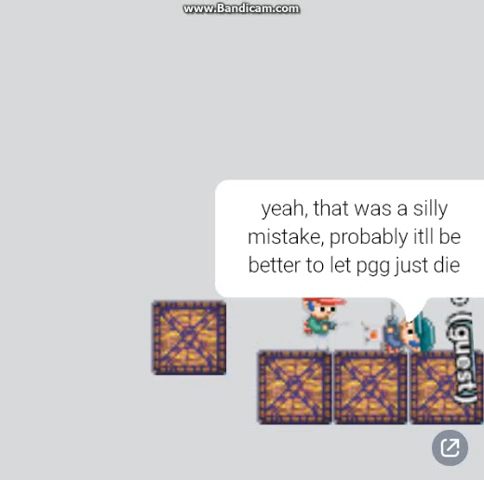 www.Bandicam.com
yeah, that was a silly
mistake, probably itll be
better to let pgg just die
(guest)